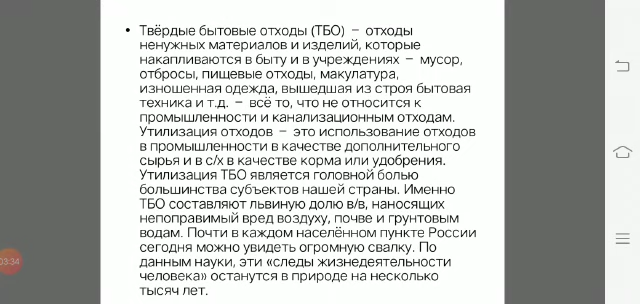 • Твёрдые бытовые отходы (ТБО) – отходы
ненужных материалов и изделий, которые
накапливаются в быту и в учреждениях – мусор,
отбросы, пищевые отходы, макулатура,
изношенная одежда, вышедшая из строя бытовая
техника и т.д. – всё то, что не относится к
промышленности и канализационным отходам.
Утилизация отходов – это использование отходов
в промышленности в качестве дополнительного
сырья и в с/х в качестве корма или удобрения.
Утилизация ТБО является головной болью
большинства субъектов нашей страны. Именно
ТБО составляют львиную долю в/в, наносящих
непоправимый вред воздуху, почве и грунтовым
водам. Почти в каждом населённом пункте России
сегодня можно увидеть огромную свалку. По
данным науки, эти «следы жизнедеятельности
человека» останутся в природе на несколько
тысяч лет.
03:34